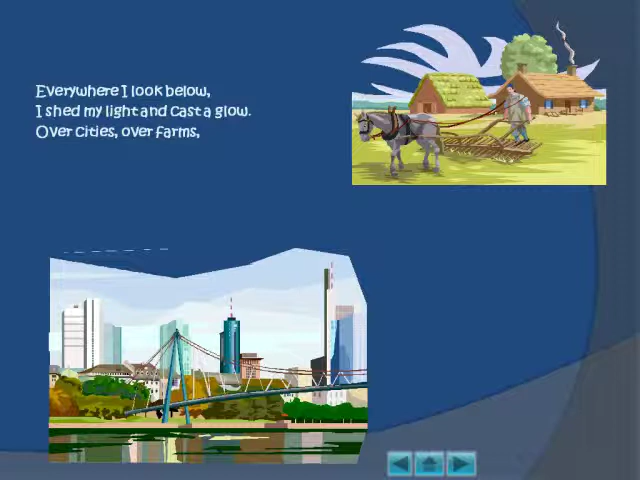 Everywhere I look below,
I shed my light and cast a glow.
Over cities, over farms,